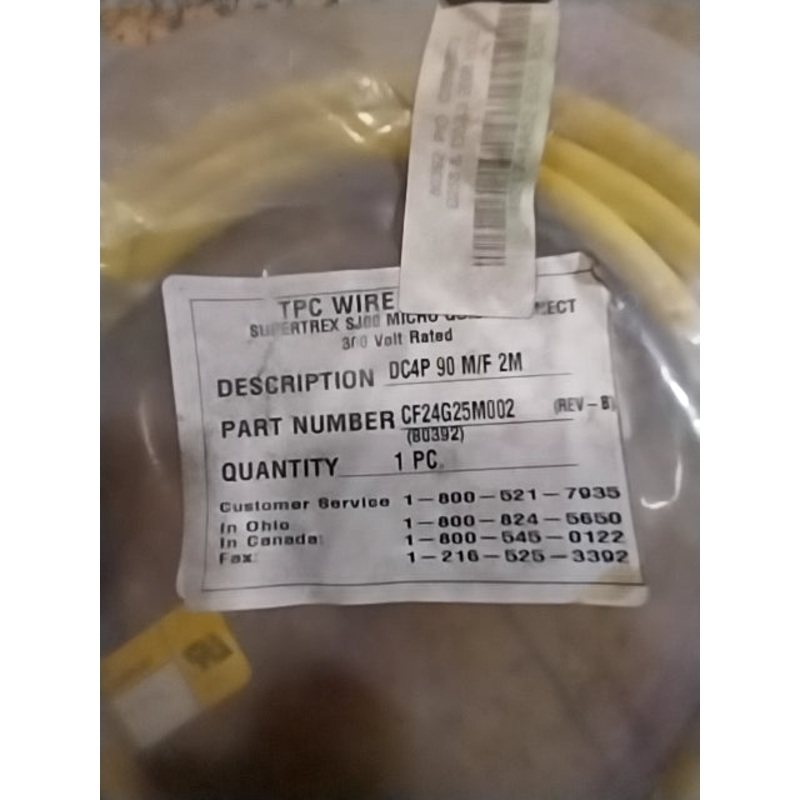 TPC WIRE
SUPERTREX SJ00 MICRO
300 Volt Rated
DESCRIPTION DC4P 90 M/F 2M
PART NUMBER CF24G25M002 (REV-B)
(80392)
QUANTITY 1 PC.
Customer Service 1-800-521-7935
In Ohio 1-800-824-5650
In Canada: 1-800-545-0122
Fax: 1-216-525-3392